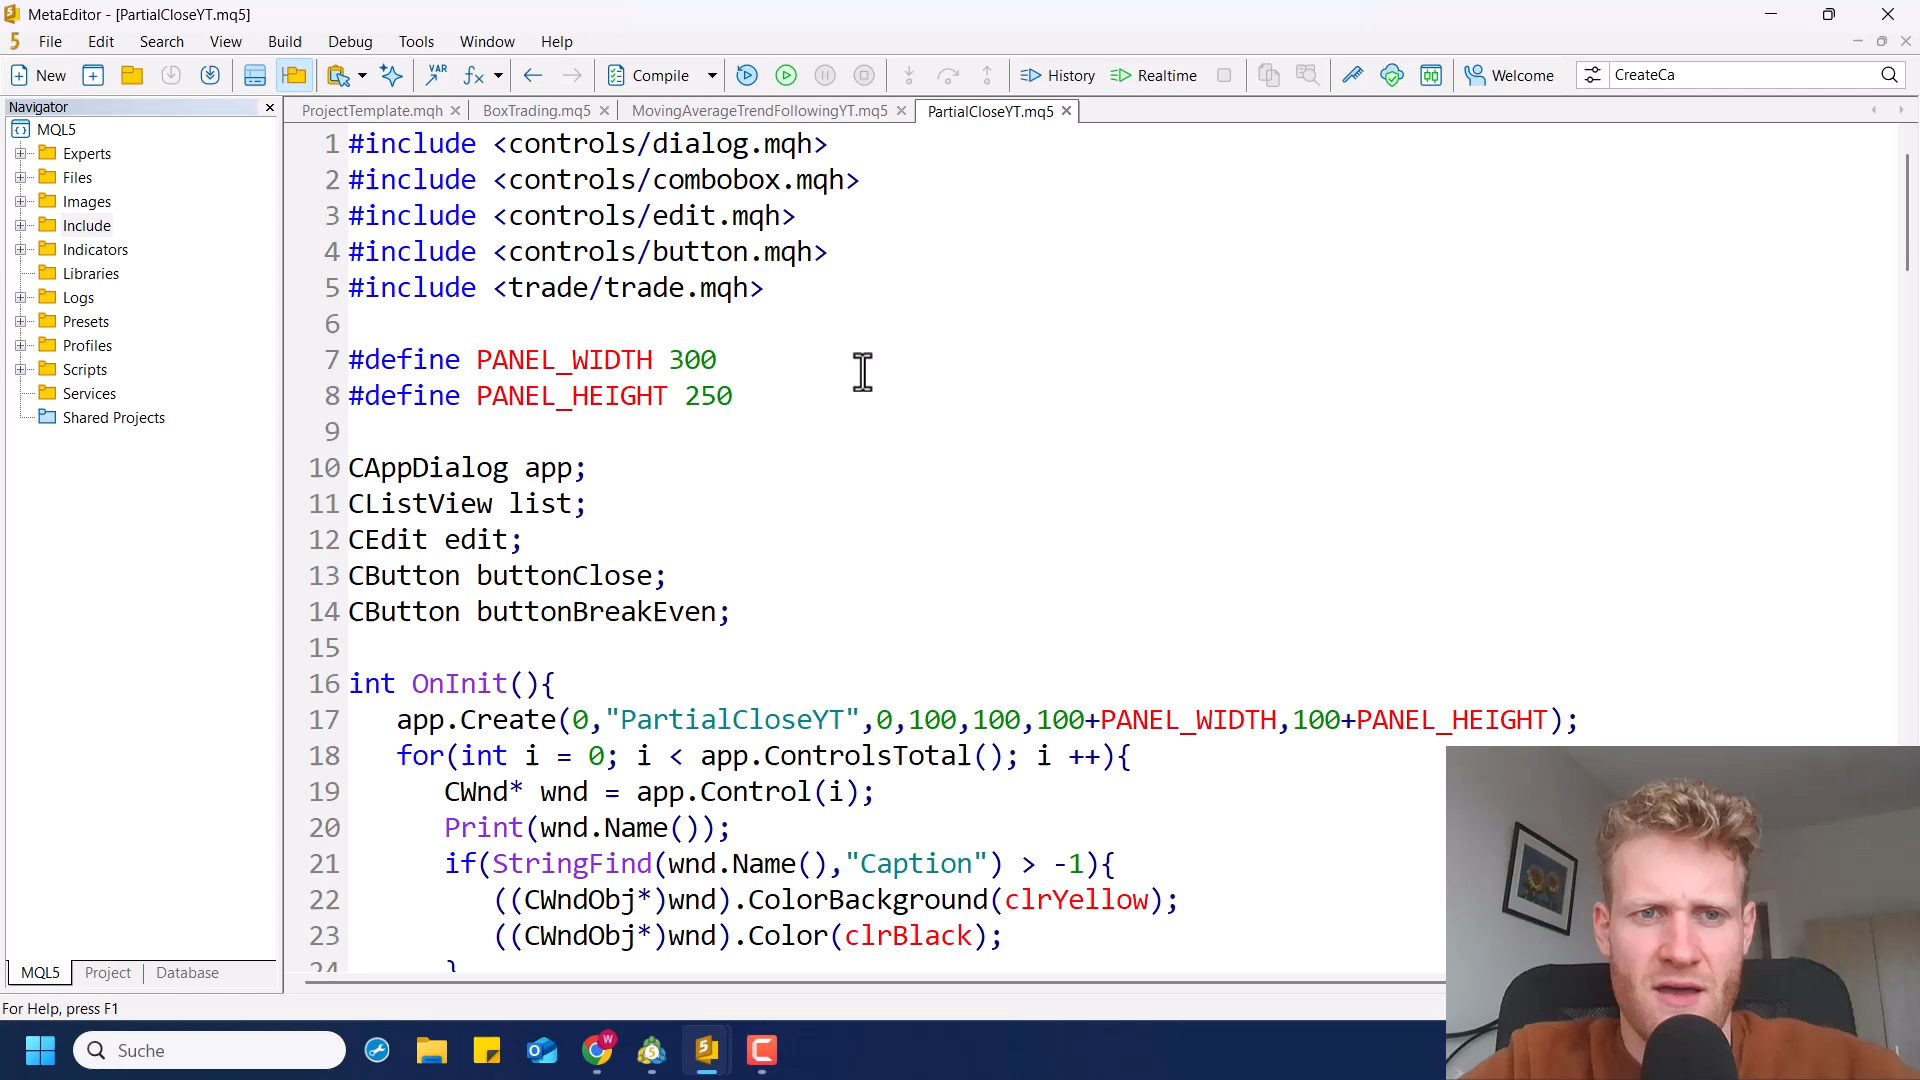 MetaEditor - [PartialCloseYT.mq5]
5 File Edit Search View Build Debug Tools Window Help
New Compile History Realtime Welcome CreateCa
VAR fx
Navigator
ProjectTemplate.mqh BoxTrading.mq5 MovingAverageTrendFollowingYT.mq5 PartialCloseYT.mq5
MQL5
Experts
Files
Images
Include
Indicators
Libraries
Logs
Presets
Profiles
Scripts
Services
Shared Projects
1 #include <controls/dialog.mqh>
2 #include <controls/combobox.mqh>
3 #include <controls/edit.mqh>
4 #include <controls/button.mqh>
5 #include <trade/trade.mqh>
6
7 #define PANEL_WIDTH 300
8 #define PANEL_HEIGHT 250
9
10 CAppDialog app;
11 CListView list;
12 CEdit edit;
13 CButton buttonClose;
14 CButton buttonBreakEven;
15
16 int OnInit(){
17 app.Create(0,"PartialCloseYT",0,100,100,100+PANEL_WIDTH,100+PANEL_HEIGHT);
18 for(int i = 0; i < app.ControlsTotal(); i ++){
19 CWnd* wnd = app.Control(i);
20 Print(wnd.Name());
21 if(StringFind(wnd.Name(),"Caption") > -1){
22 ((CWndObj*)wnd).ColorBackground(clrYellow);
23 ((CWndObj*)wnd).Color(clrBlack);
24 }
MQL5 Project Database
For Help, press F1
Suche
W
5